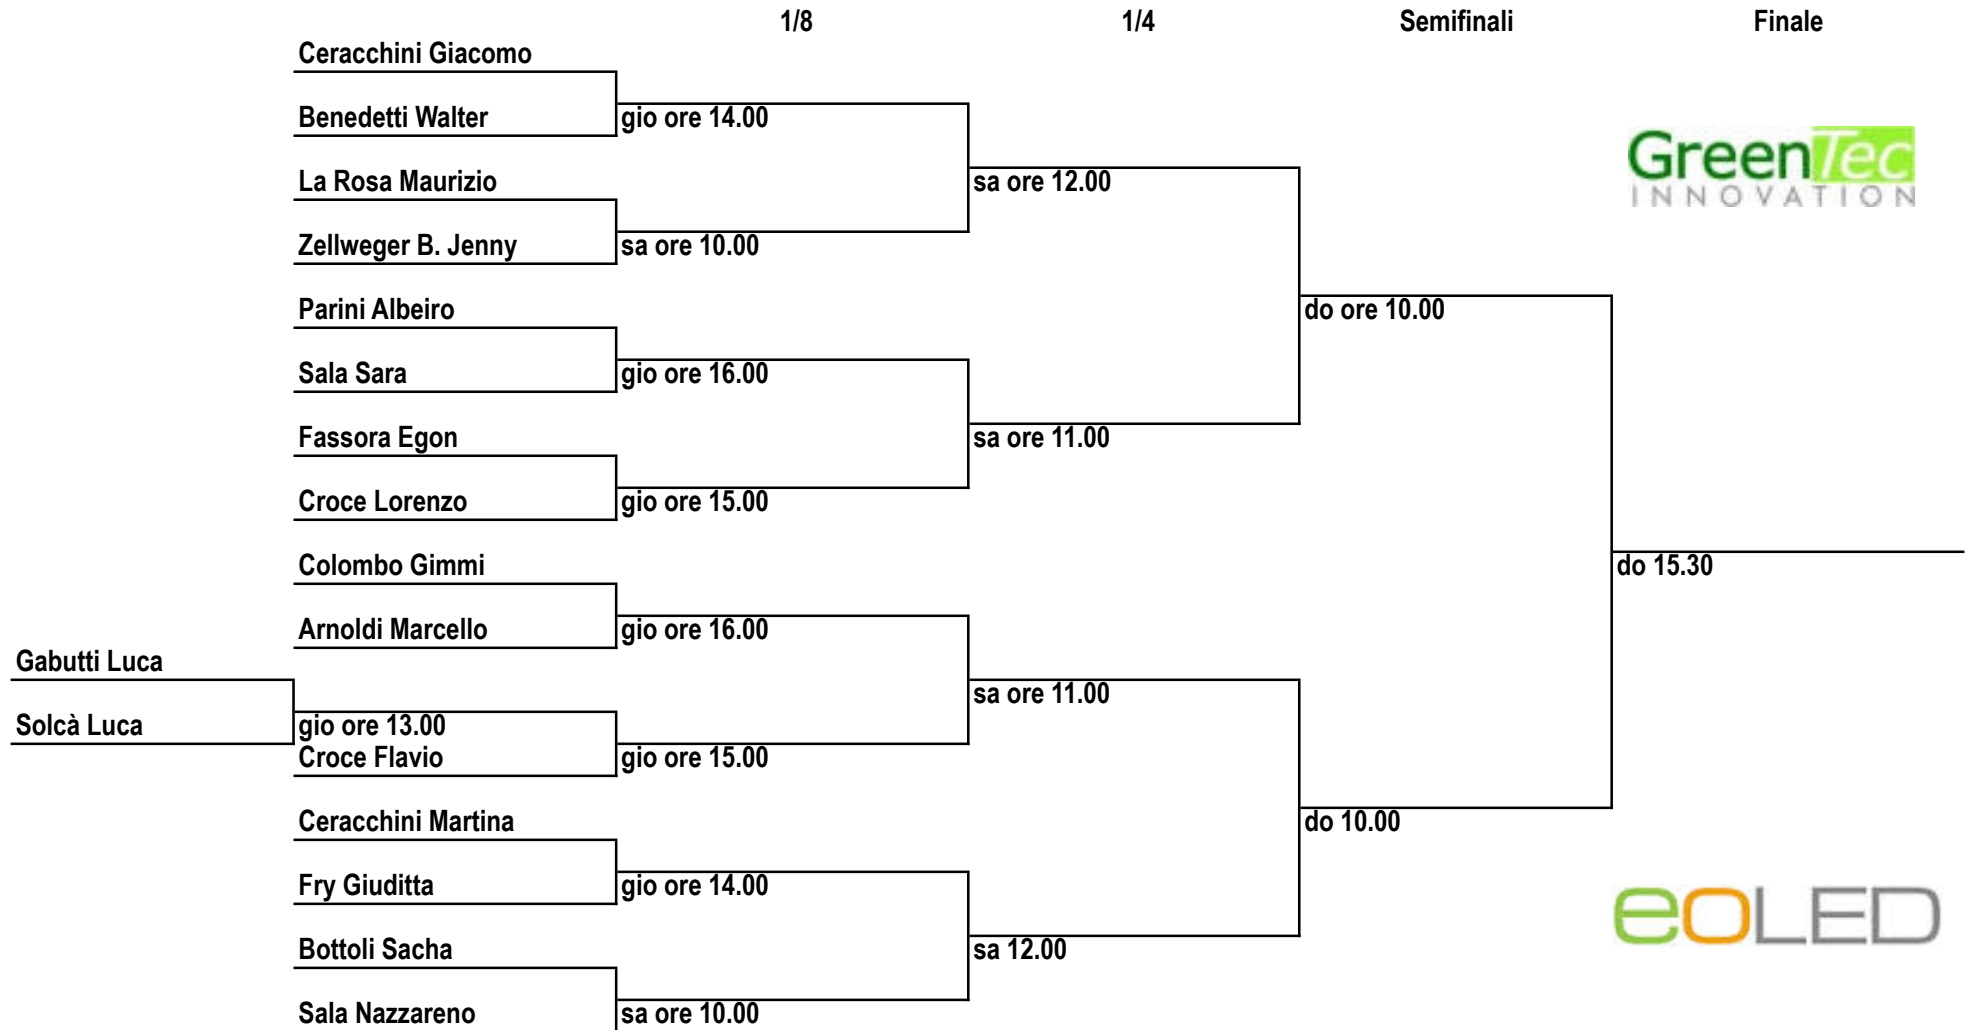 1/8 1/4 Semifinali Finale
Ceracchini Giacomo
Benedetti Walter
gio ore 14.00
La Rosa Maurizio
sa ore 12.00
GreenTec
INNOVATION
Zellweger B. Jenny
sa ore 10.00
Parini Albeiro
do ore 10.00
Sala Sara
gio ore 16.00
Fassora Egon
sa ore 11.00
Croce Lorenzo
gio ore 15.00
Colombo Gimmi
do 15.30
Arnoldi Marcello
gio ore 16.00
Gabutti Luca
sa ore 11.00
Solcà Luca
gio ore 13.00
Croce Flavio
gio ore 15.00
Ceracchini Martina
do 10.00
Fry Giuditta
gio ore 14.00
eOLED
Bottoli Sacha
sa 12.00
Sala Nazzareno
sa ore 10.00